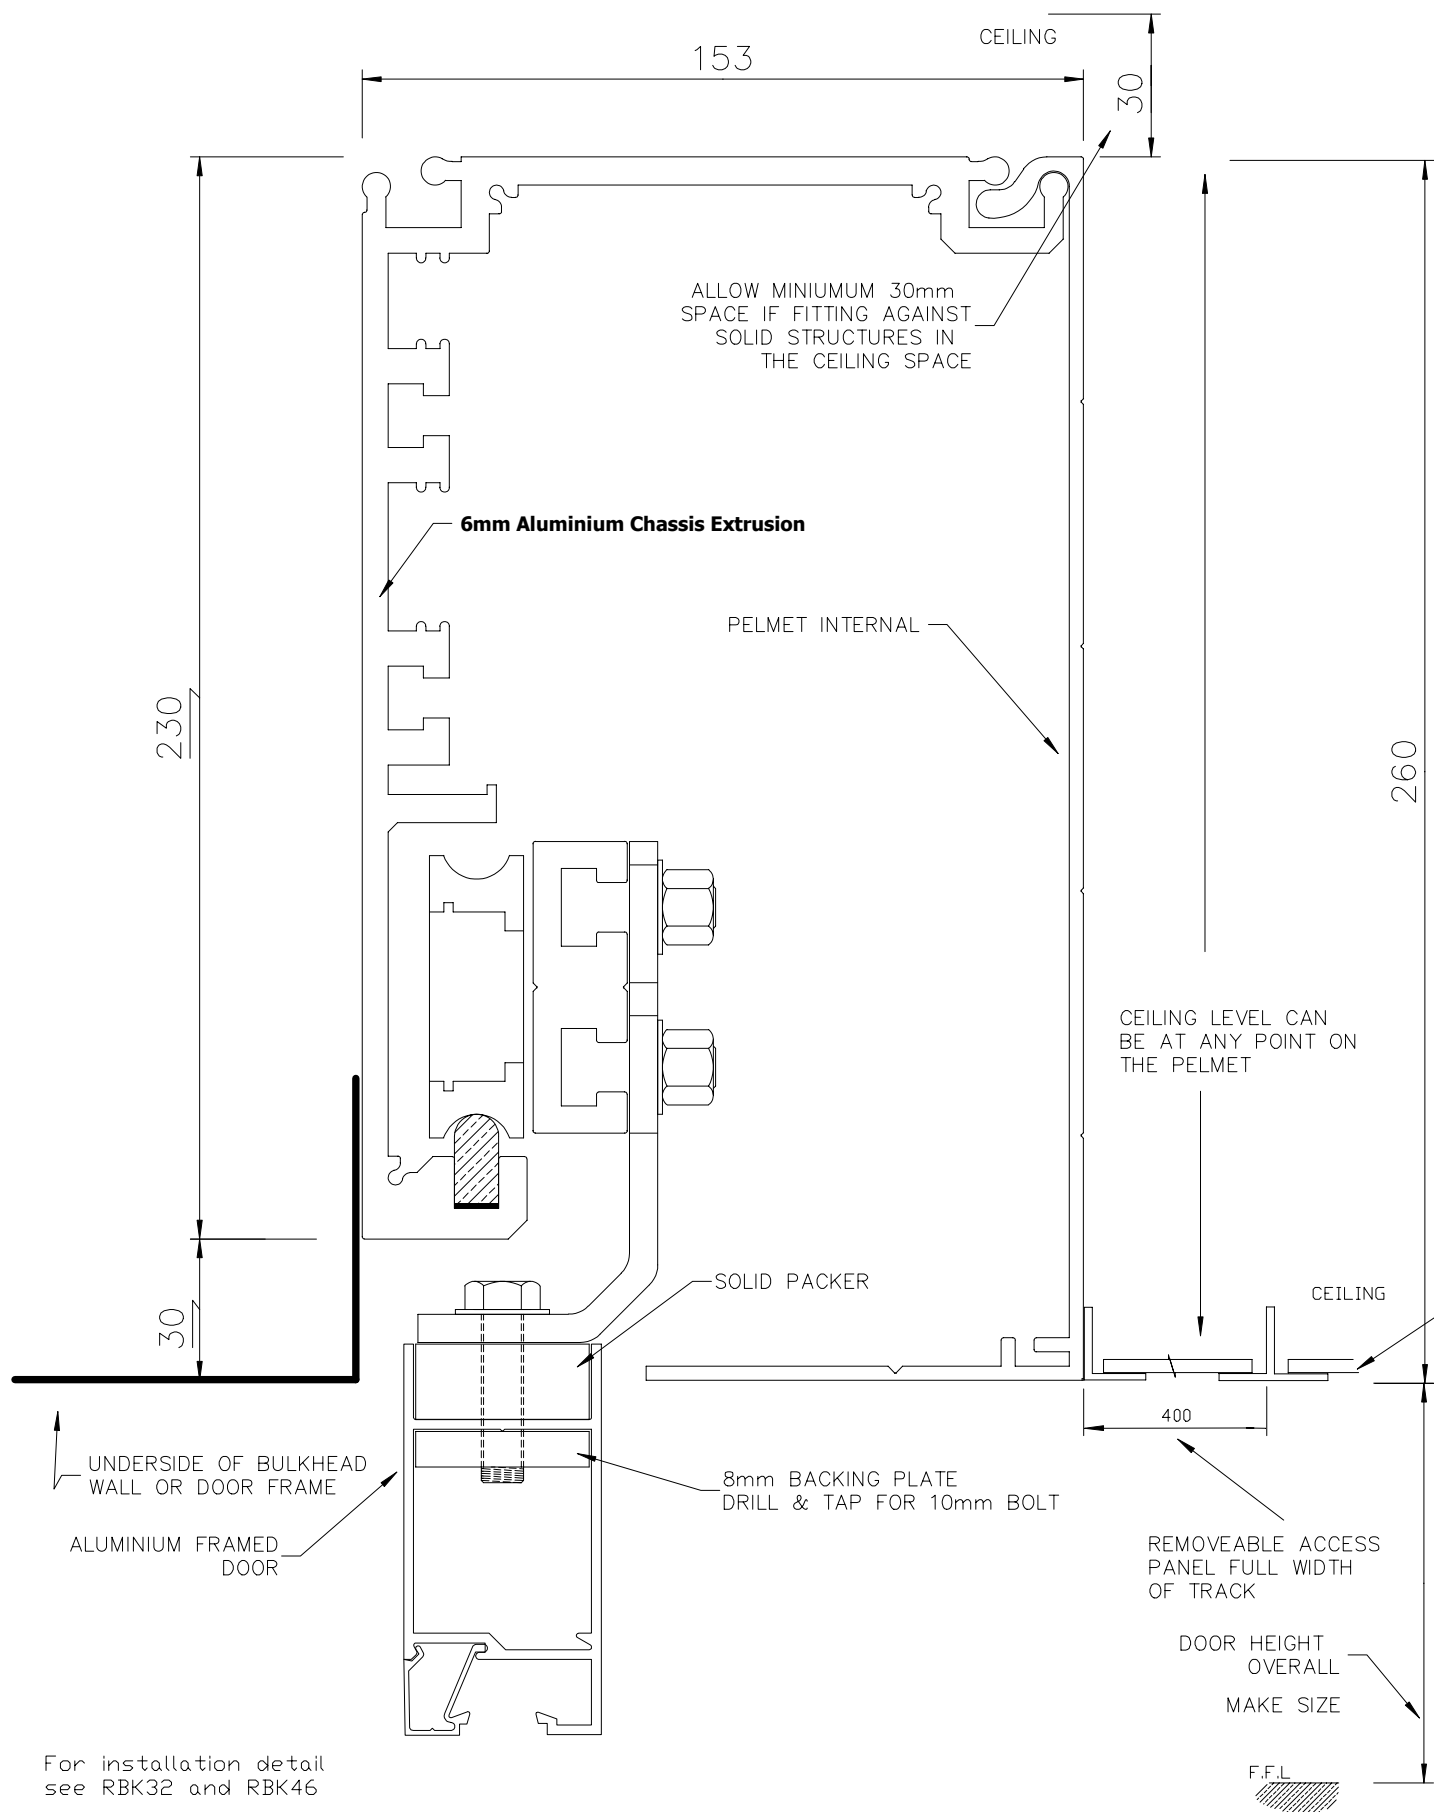 CEILING
153
30
ALLOW MINIUMUM 30mm
SPACE IF FITTING AGAINST
SOLID STRUCTURES IN
THE CEILING SPACE
6mm Aluminium Chassis Extrusion
PELMET INTERNAL
230
260
CEILING LEVEL CAN
BE AT ANY POINT ON
THE PELMET
SOLID PACKER
CEILING
30
400
UNDERSIDE OF BULKHEAD
WALL OR DOOR FRAME
8mm BACKING PLATE
DRILL & TAP FOR 10mm BOLT
ALUMINIUM FRAMED
DOOR
REMOVEABLE ACCESS
PANEL FULL WIDTH
OF TRACK
DOOR HEIGHT
OVERALL
MAKE SIZE
For installation detail
see RBK32 and RBK46
F.F.L